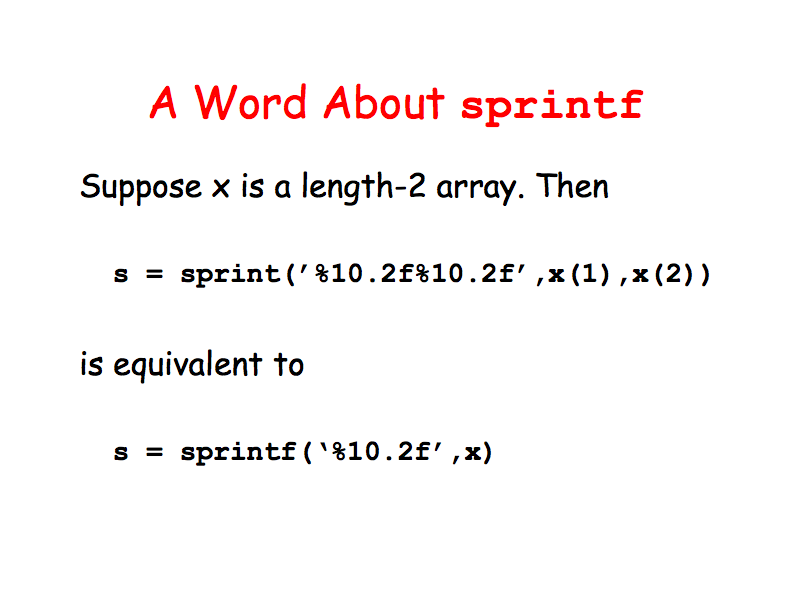 A Word About sprintf
Suppose x is a length-2 array. Then
s = sprint(’%10.2f%10.2f’,x(1),x(2))
is equivalent to
s = sprintf(‘%10.2f’,x)